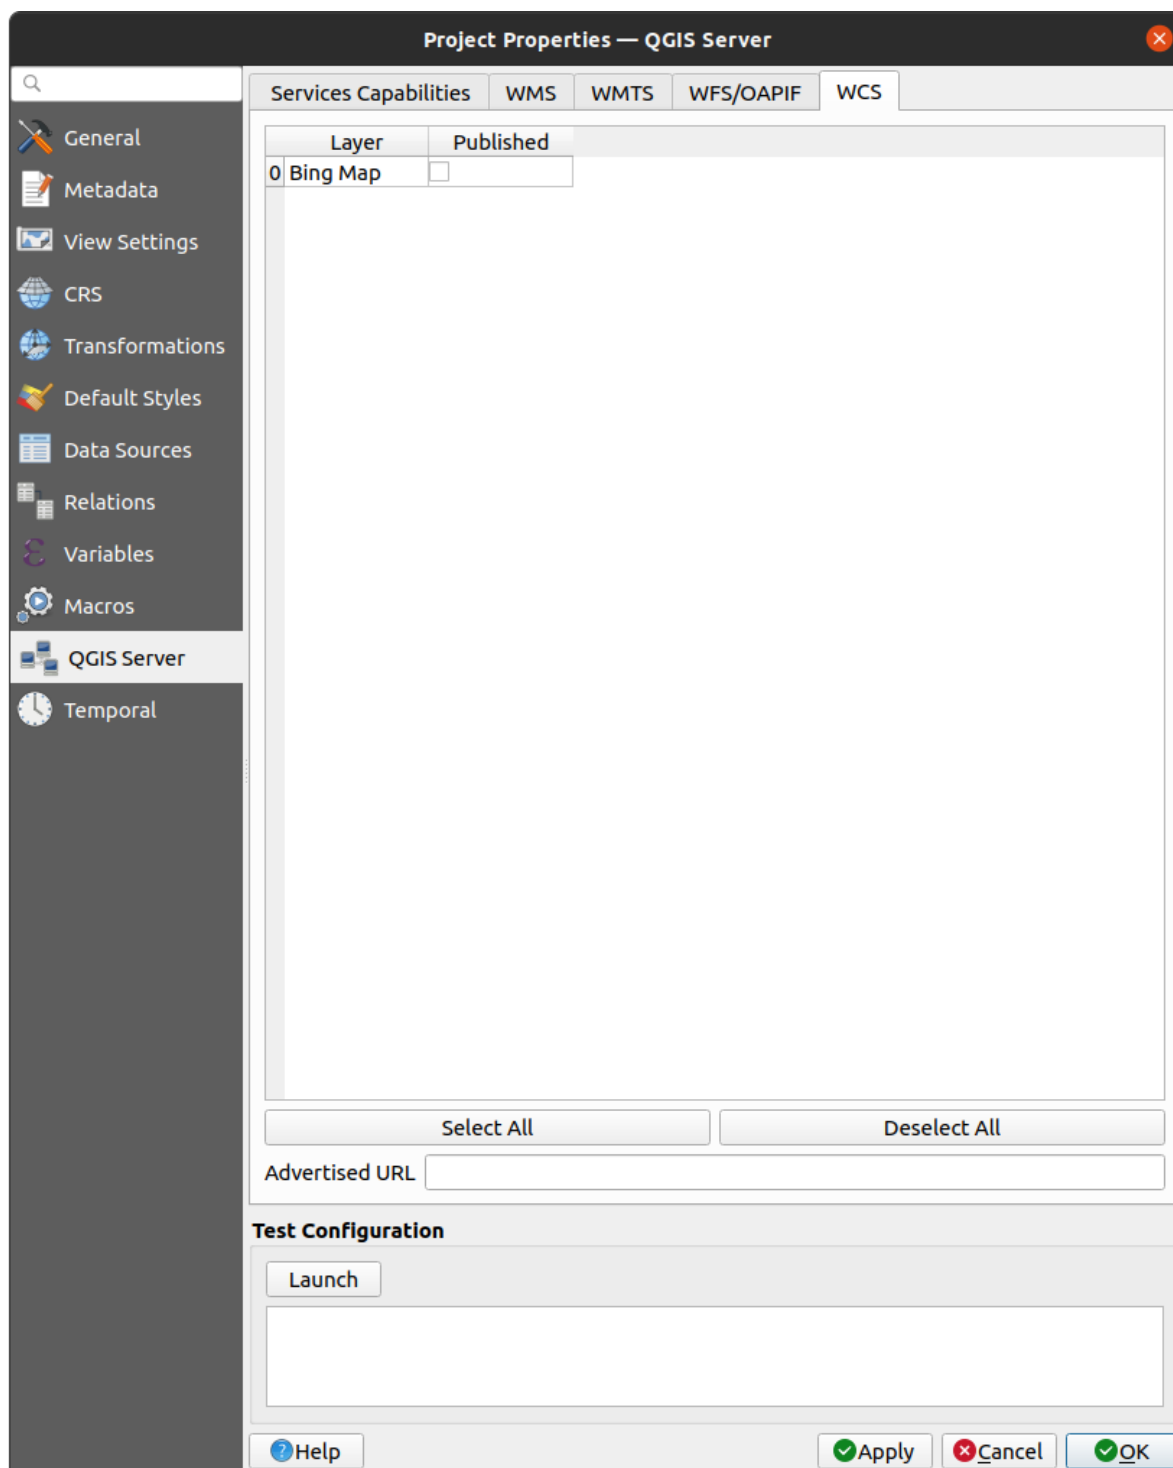 Project Properties — QGIS Server
General
Metadata
View Settings
CRS
Transformations
Default Styles
Data Sources
Relations
Variables
Macros
QGIS Server
Temporal
Services Capabilities WMS WMTS WFS/OAPIF WCS
Layer Published
0 Bing Map
Select All Deselect All
Advertised URL
Test Configuration
Launch
Help Apply Cancel OK